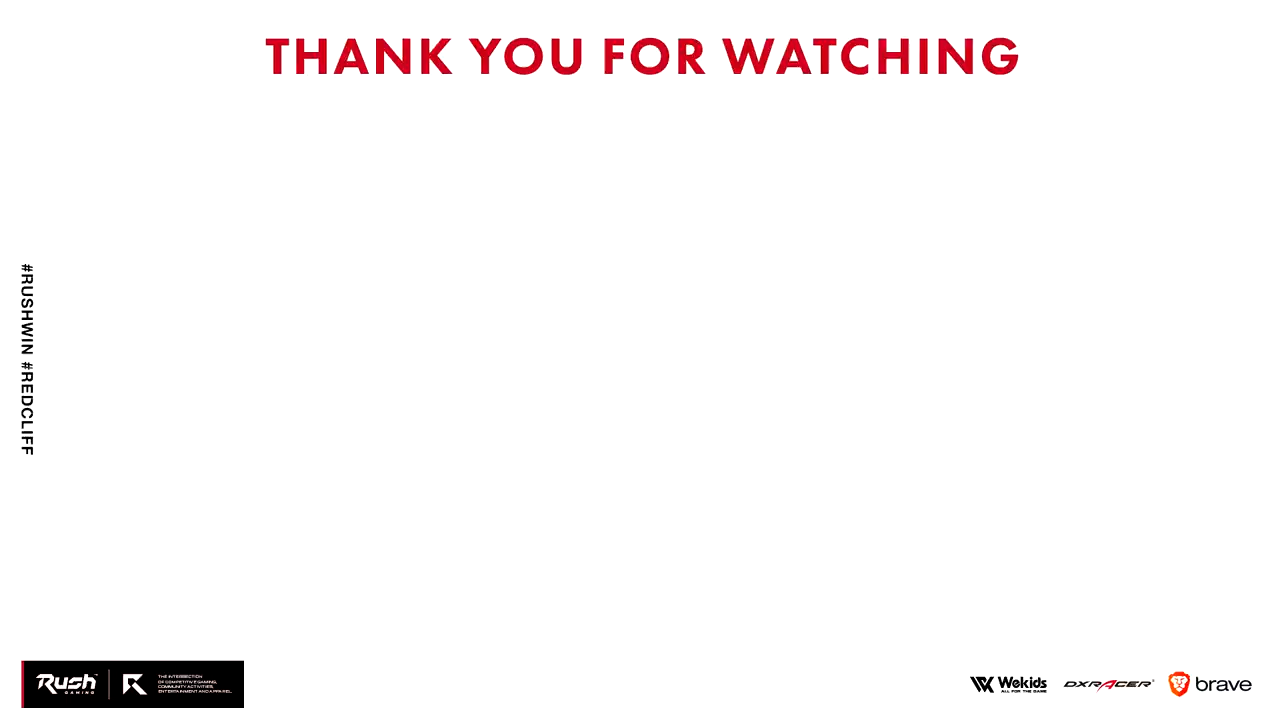 THANK YOU FOR WATCHING
#RUSHWIN #REDCLIFF
Rush
GAMING
THE INTERSECTION
OF COMPETITIVE GAMING,
COMMUNITY ACTIVITIES,
ENTERTAINMENT AND APPAREL.
Wekids
ALL FOR THE GAME
DXRACER
brave